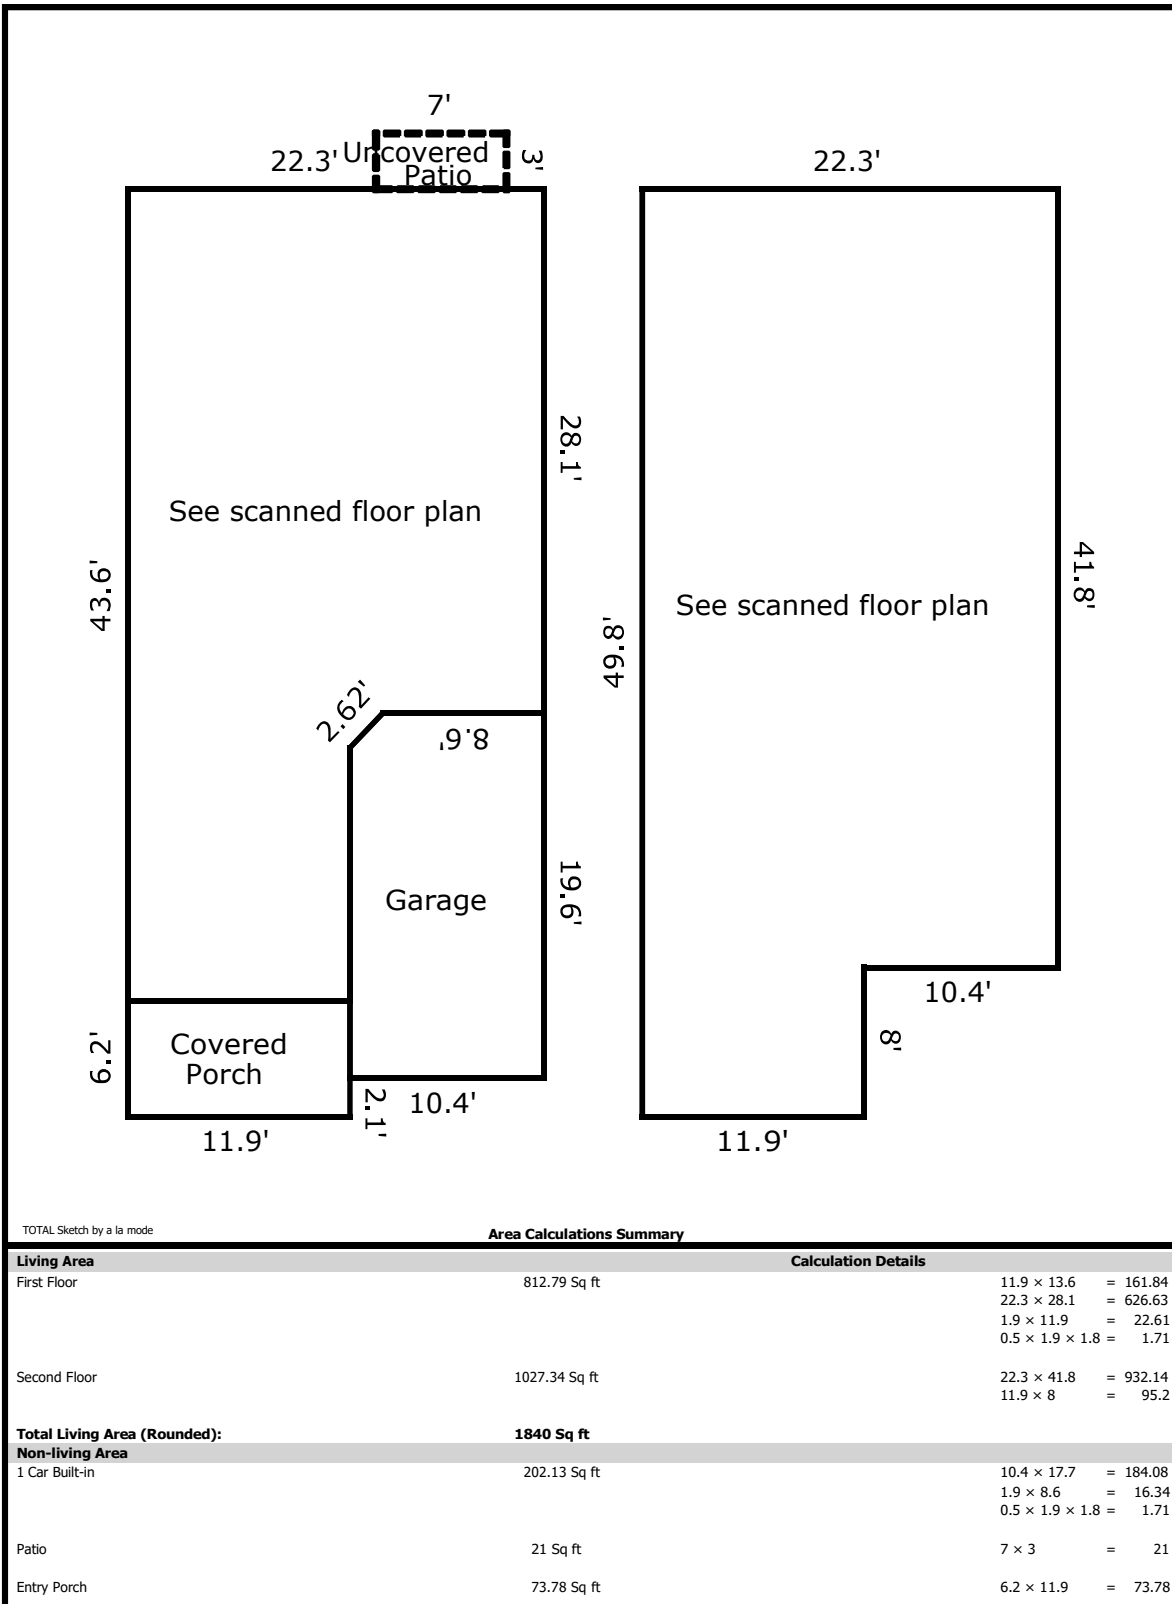 7'
22.3'
Uncovered
Patio
3'
22.3'
28.1'
See scanned floor plan
43.6'
41.8'
See scanned floor plan
49.8'
2.62'
8.6'
19.6'
Garage
10.4'
8'
Covered
Porch
6.2'
2.1'
10.4'
11.9'
11.9'
TOTAL Sketch by a la mode
Area Calculations Summary
Living Area Calculation Details
First Floor 812.79 Sq ft 11.9 × 13.6 = 161.84
22.3 × 28.1 = 626.63
1.9 × 11.9 = 22.61
0.5 × 1.9 × 1.8 = 1.71
Second Floor 1027.34 Sq ft 22.3 × 41.8 = 932.14
11.9 × 8 = 95.2
Total Living Area (Rounded): 1840 Sq ft
Non-living Area
1 Car Built-in 202.13 Sq ft 10.4 × 17.7 = 184.08
1.9 × 8.6 = 16.34
0.5 × 1.9 × 1.8 = 1.71
Patio 21 Sq ft 7 × 3 = 21
Entry Porch 73.78 Sq ft 6.2 × 11.9 = 73.78